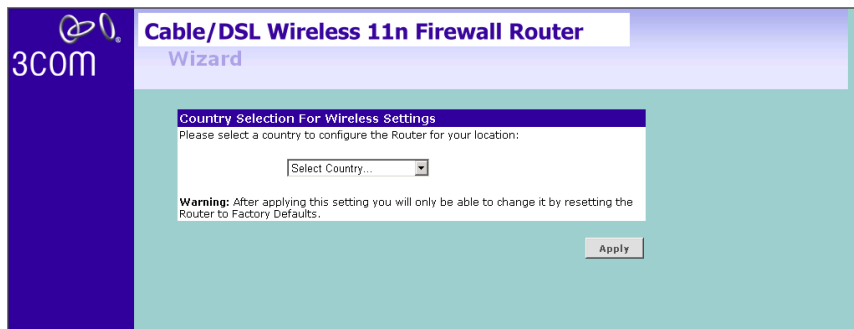 3COM
Cable/DSL Wireless 11n Firewall Router
Wizard
Country Selection For Wireless Settings
Please select a country to configure the Router for your location:
Select Country...
Warning: After applying this setting you will only be able to change it by resetting the
Router to Factory Defaults.
Apply